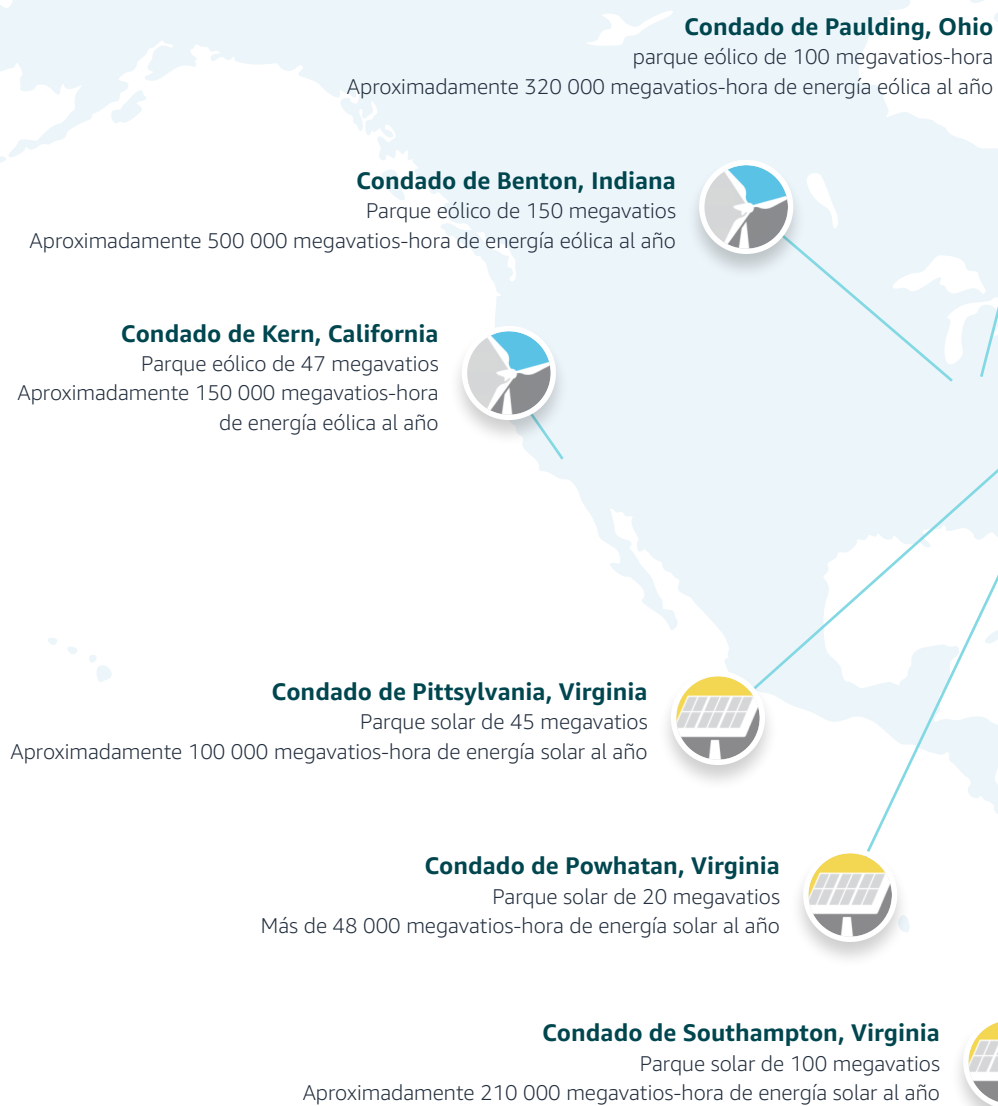 Condado de Paulding, Ohio
parque eólico de 100 megavatios-hora
Aproximadamente 320 000 megavatios-hora de energía eólica al año
Condado de Benton, Indiana
Parque eólico de 150 megavatios
Aproximadamente 500 000 megavatios-hora de energía eólica al año
Condado de Kern, California
Parque eólico de 47 megavatios
Aproximadamente 150 000 megavatios-hora
de energía eólica al año
Condado de Pittsylvania, Virginia
Parque solar de 45 megavatios
Aproximadamente 100 000 megavatios-hora de energía solar al año
Condado de Powhatan, Virginia
Parque solar de 20 megavatios
Más de 48 000 megavatios-hora de energía solar al año
Condado de Southampton, Virginia
Parque solar de 100 megavatios
Aproximadamente 210 000 megavatios-hora de energía solar al año